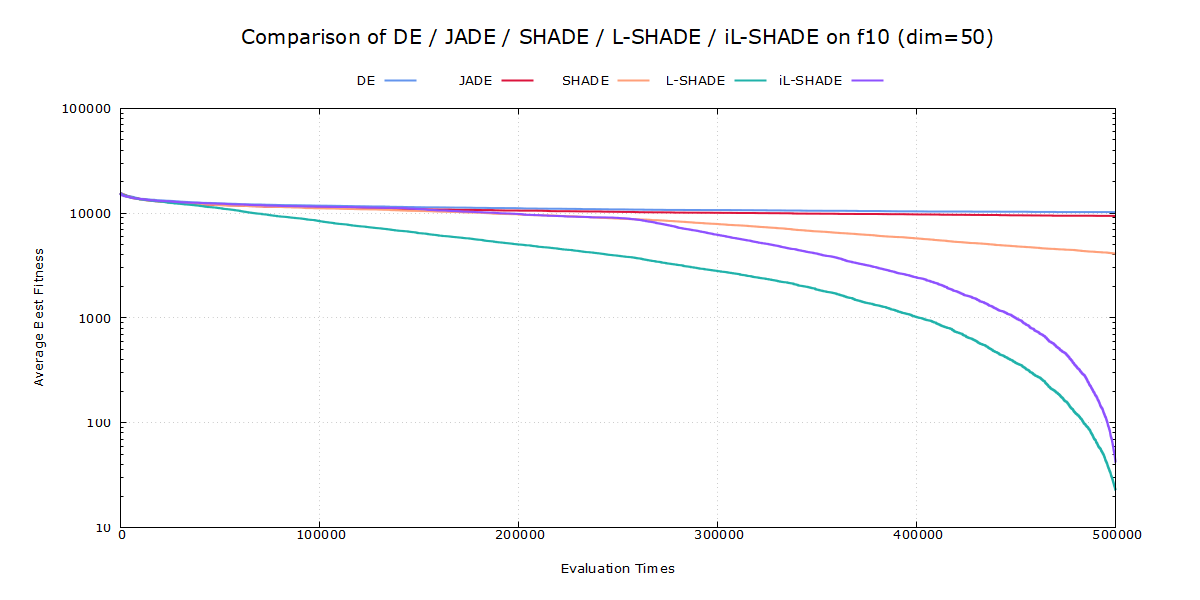 Comparison of DE / JADE / SHADE / L-SHADE / iL-SHADE on f10 (dim=50)
DE JADE SHADE L-SHADE iL-SHADE
100000
10000
1000
100
10
Average Best Fitness
0 100000 200000 300000 400000 500000
Evaluation Times